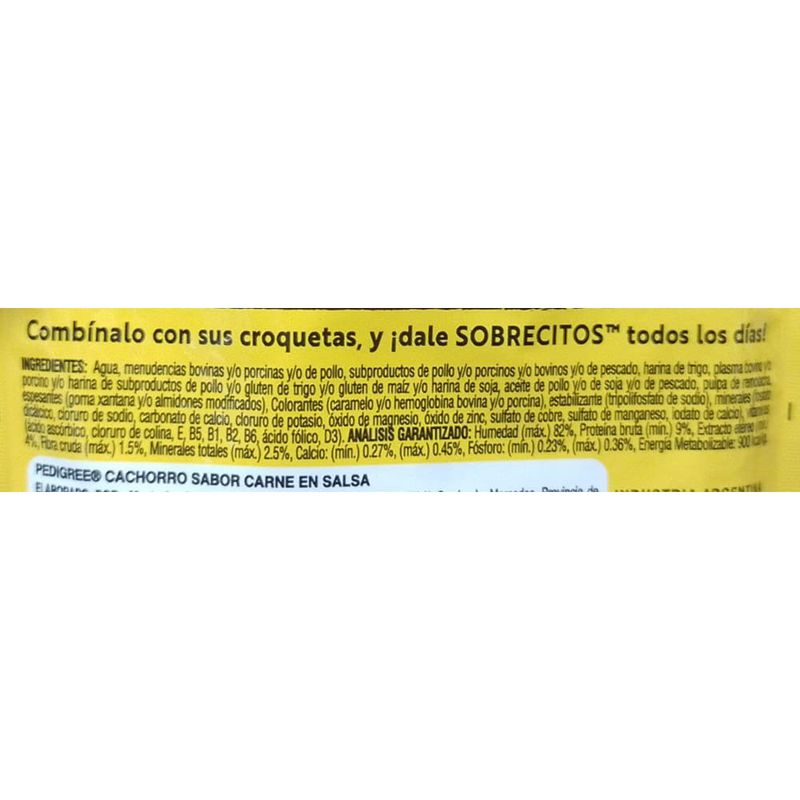 Combínalo con sus croquetas, y ¡dale SOBRECITOS™ todos los días!
INGREDIENTES: Agua, menudencias bovinas y/o porcinas y/o de pollo, subproductos de pollo y/o porcinos y/o bovinos y/o de pescado, harina de trigo, plasma bovino y/o
porcino y/o harina de subproductos de pollo y/o gluten de trigo y/o gluten de maíz y/o harina de soja, aceite de pollo y/o de soja y/o de pescado, pulpa de remolacha,
espesantes (goma xantana y/o almidones modificados), Colorantes (caramelo y/o hemoglobina bovina y/o porcina), estabilizante (tripolifosfato de sodio), minerales (fosfato
dicálcico, cloruro de sodio, carbonato de calcio, cloruro de potasio, óxido de magnesio, óxido de zinc, sulfato de cobre, sulfato de manganeso, iodato de calcio), vitaminas
(ácido ascórbico, cloruro de colina, E, B5, B1, B2, B6, ácido fólico, D3). ANÁLISIS GARANTIZADO: Humedad (máx.) 82%, Proteína bruta (mín.) 9%, Extracto etéreo
4%, Fibra cruda (máx.) 1.5%, Minerales totales (máx.) 2.5%, Calcio: (mín.) 0.27%, (máx.) 0.45%, Fósforo: (mín.) 0.23%, (máx.) 0.36%, Energía Metabolizable: 900
PEDIGREE® CACHORRO SABOR CARNE EN SALSA
INDUSTRIA ARGENTINA